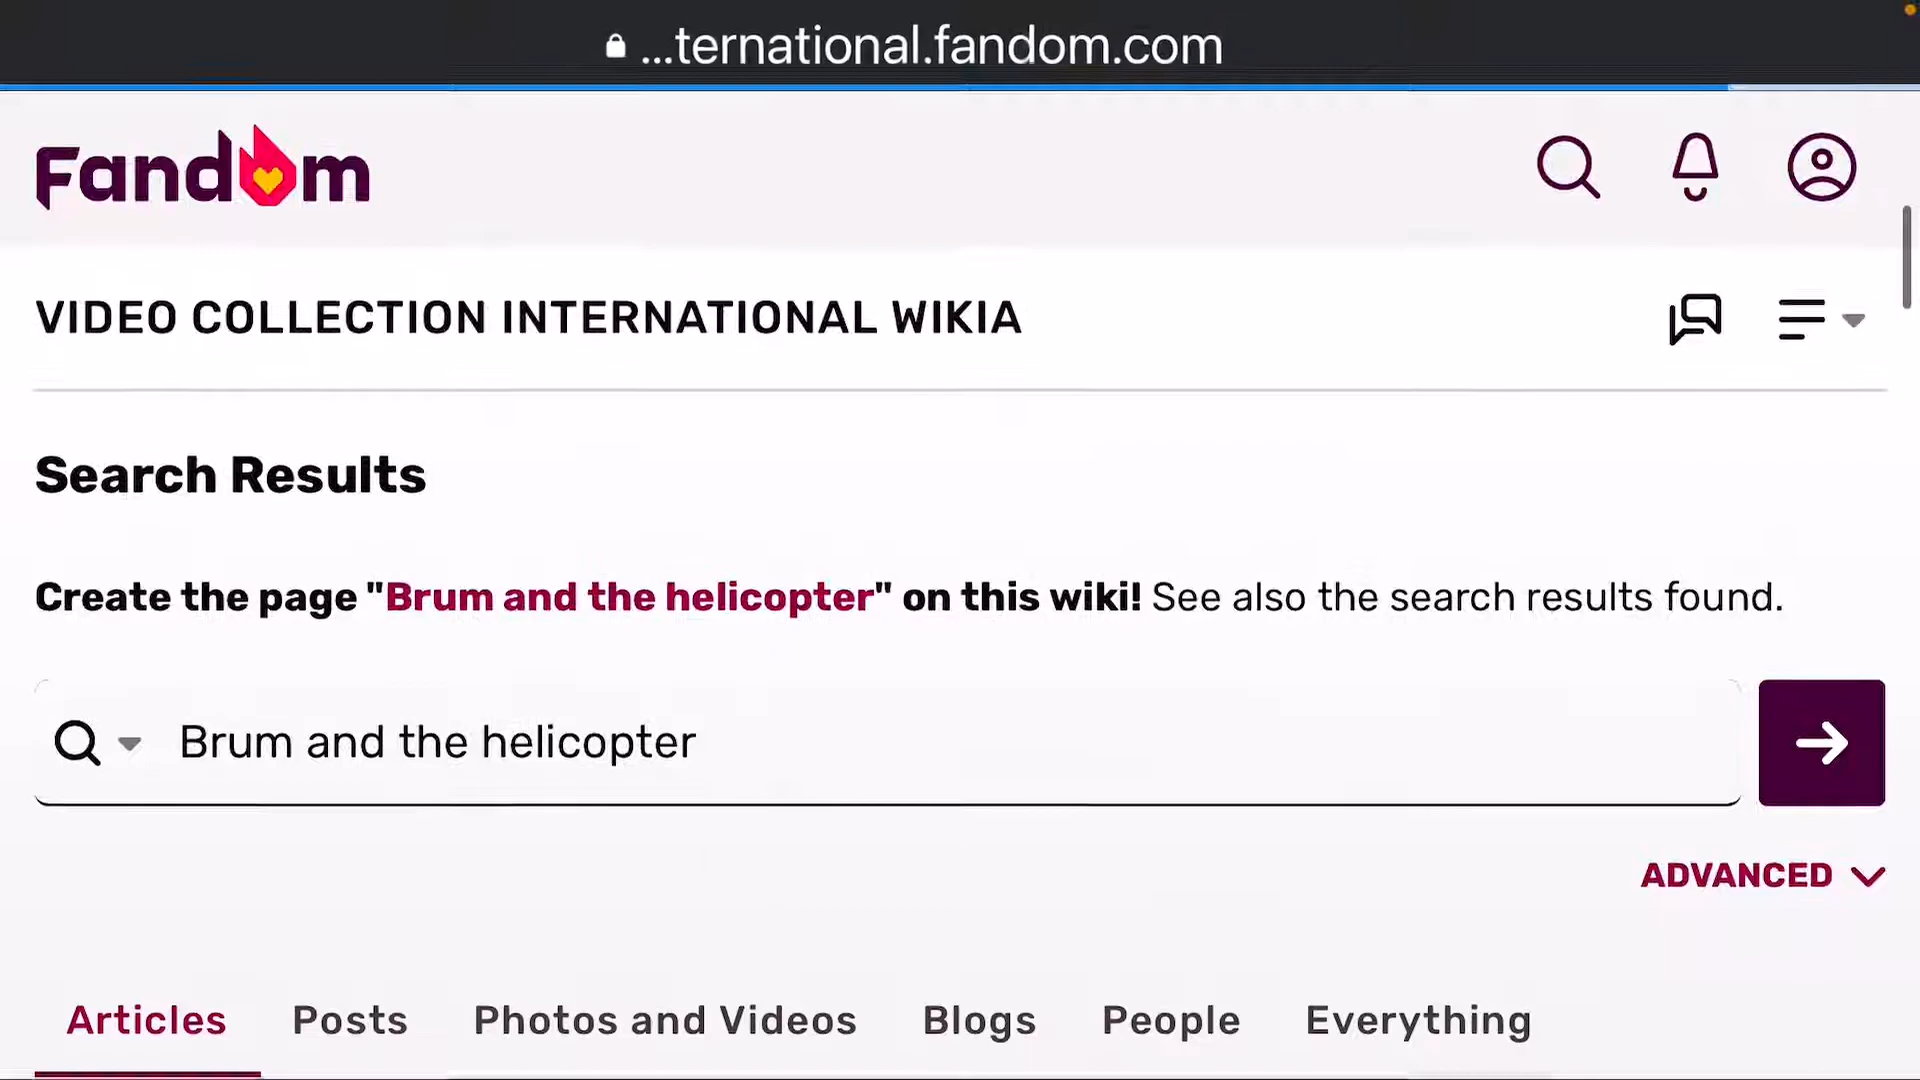 ...ternational.fandom.com
Fandom
VIDEO COLLECTION INTERNATIONAL WIKIA
Search Results
Create the page "Brum and the helicopter" on this wiki! See also the search results found.
Brum and the helicopter
ADVANCED
Articles Posts Photos and Videos Blogs People Everything